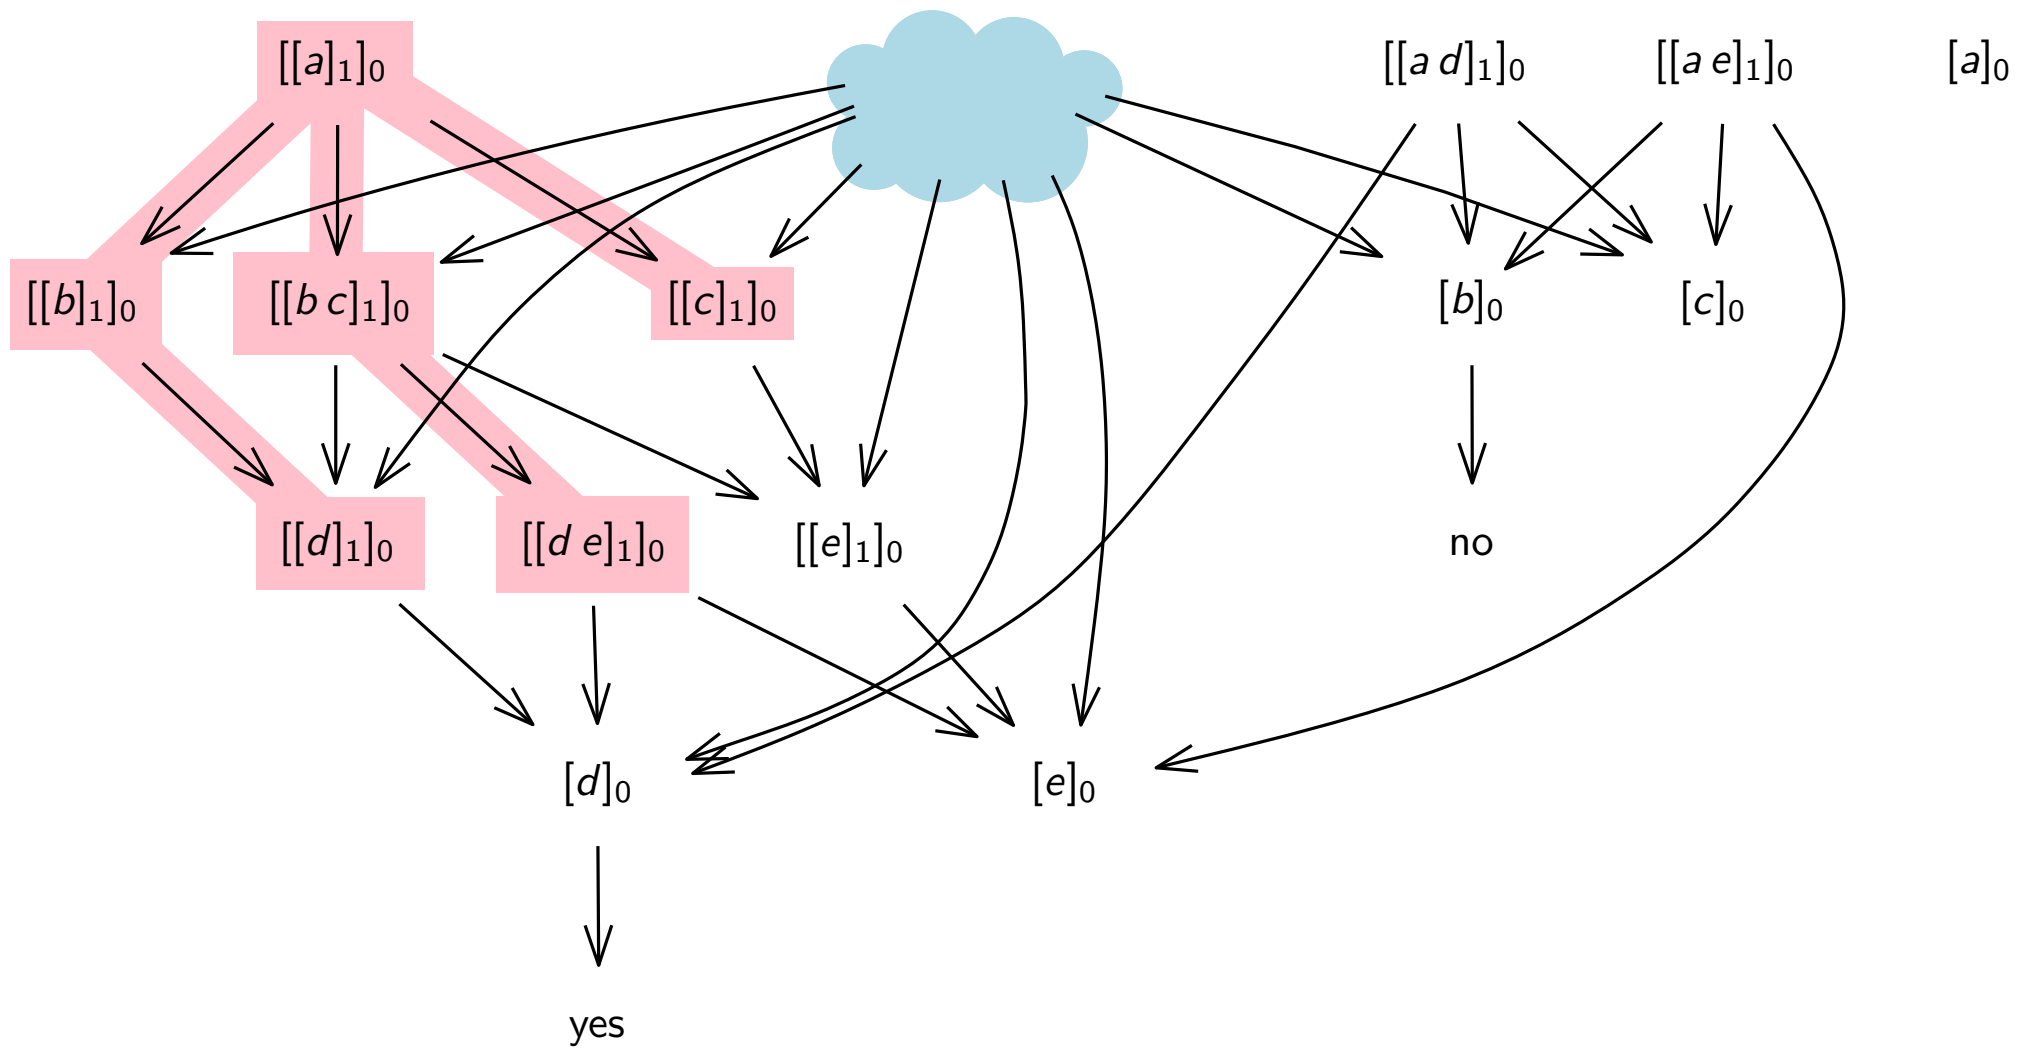 [[a]₁]₀ [[a d]₁]₀ [[a e]₁]₀ [a]₀
[[b]₁]₀ [[b c]₁]₀ [[c]₁]₀ [b]₀ [c]₀
[[d]₁]₀ [[d e]₁]₀ [[e]₁]₀ no
[d]₀ [e]₀
yes